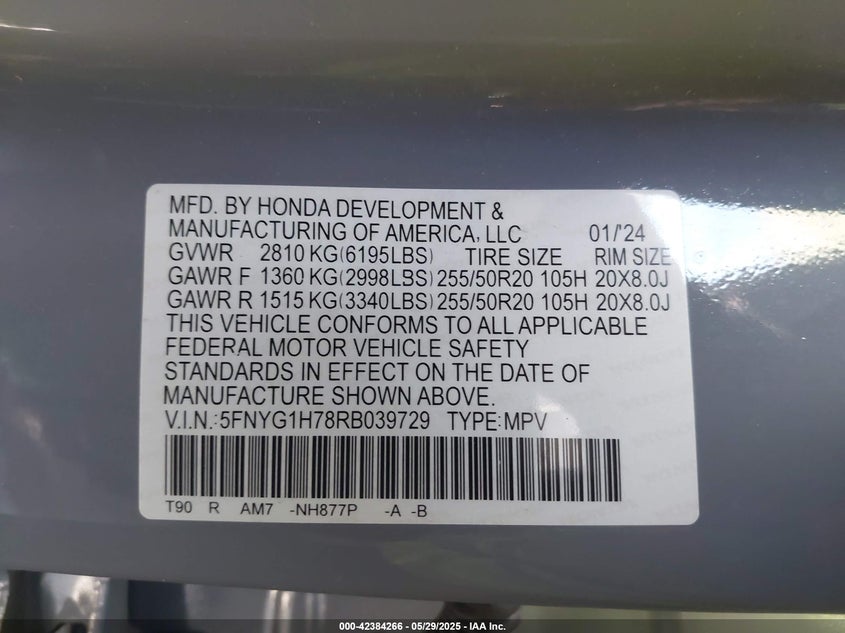 MFD. BY HONDA DEVELOPMENT &
MANUFACTURING OF AMERICA, LLC 01/'24
GVWR 2810 KG(6195LBS) TIRE SIZE RIM SIZE
GAWR F 1360 KG(2998LBS) 255/50R20 105H 20X8.0J
GAWR R 1515 KG(3340LBS) 255/50R20 105H 20X8.0J
THIS VEHICLE CONFORMS TO ALL APPLICABLE
FEDERAL MOTOR VEHICLE SAFETY
STANDARDS IN EFFECT ON THE DATE OF
MANUFACTURE SHOWN ABOVE.
V.I.N.:5FNYG1H78RB039729 TYPE:MPV
T90 R AM7 -NH877P -A -B
000-42384266 - 05/29/2025 - IAA Inc.